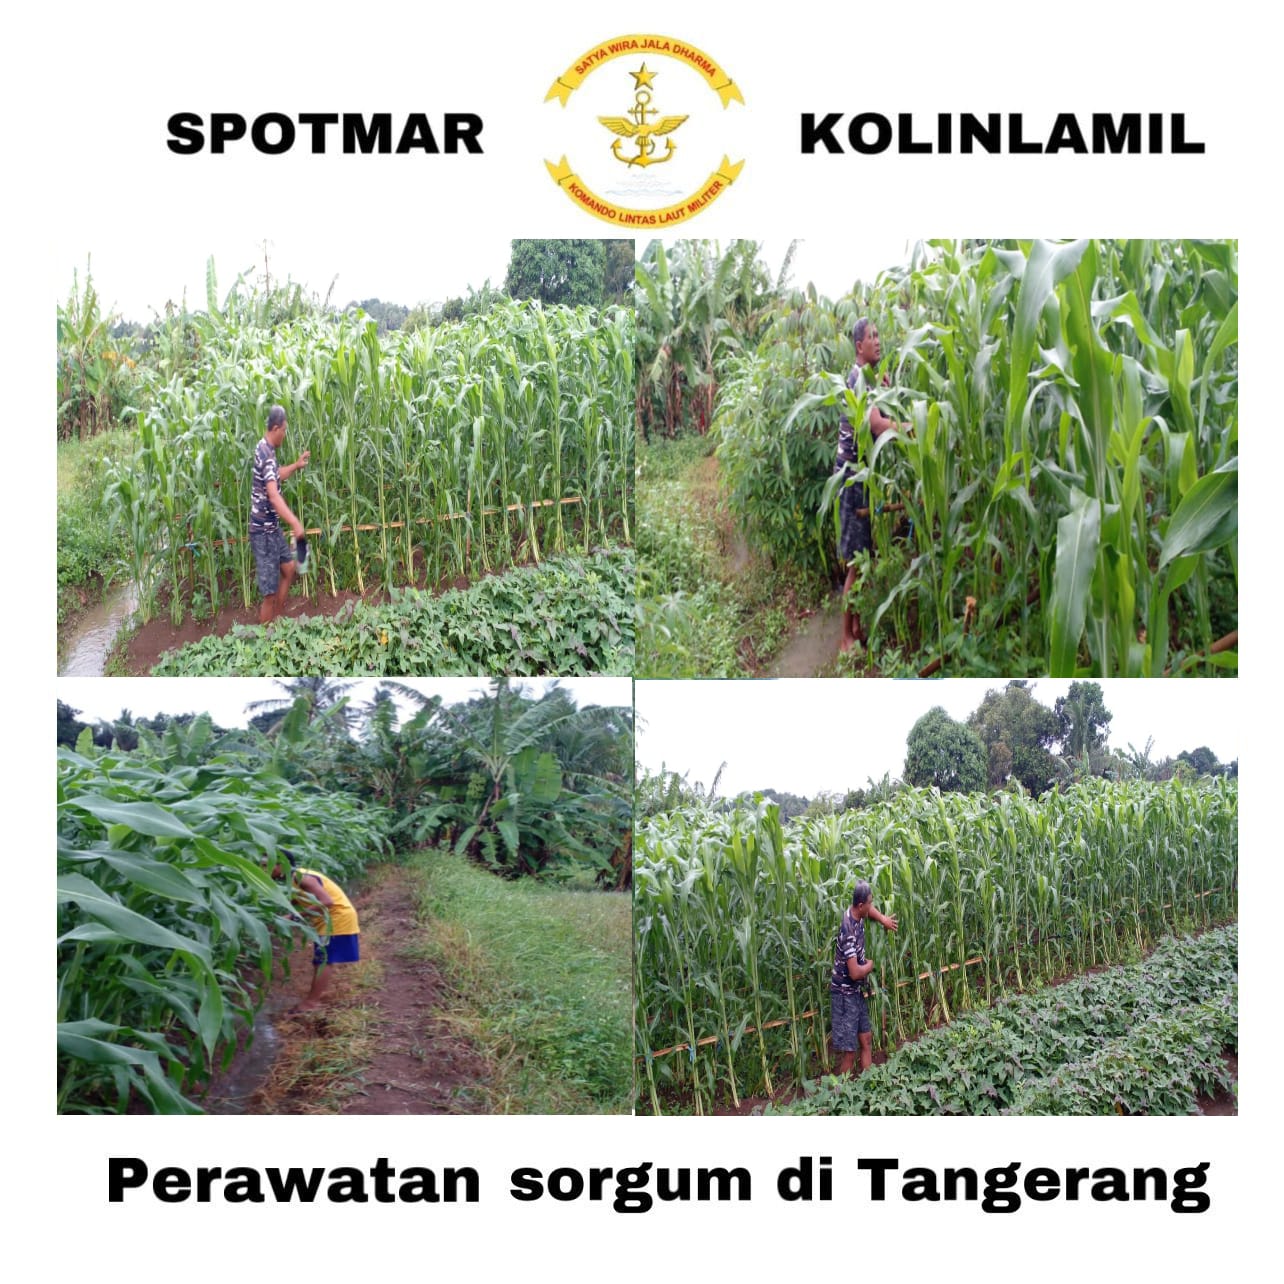 SATYA WIRA JALA DHARMA
SPOTMAR KOLINLAMIL
KOMANDO LINTAS LAUT MILITER
Perawatan sorgum di Tangerang